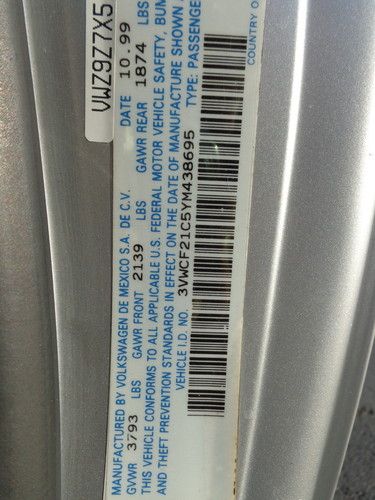 VWZ9Z7X5
MANUFACTURED BY VOLKSWAGEN DE MEXICO S.A. DE C.V. DATE 10.99
GVWR 3793 LBS GAWR FRONT 2139 LBS GAWR REAR 1874 LBS
THIS VEHICLE CONFORMS TO ALL APPLICABLE U.S. FEDERAL MOTOR VEHICLE SAFETY, BUM
AND THEFT PREVENTION STANDARDS IN EFFECT ON THE DATE OF MANUFACTURE SHOWN
VEHICLE I.D. NO. 3VWCF21C5YM438695 TYPE: PASSENGE
COUNTRY O